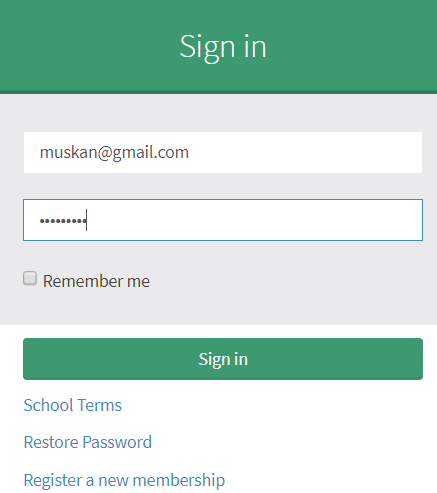 Sign in
muskan@gmail.com
•••••••••
Remember me
Sign in
School Terms
Restore Password
Register a new membership